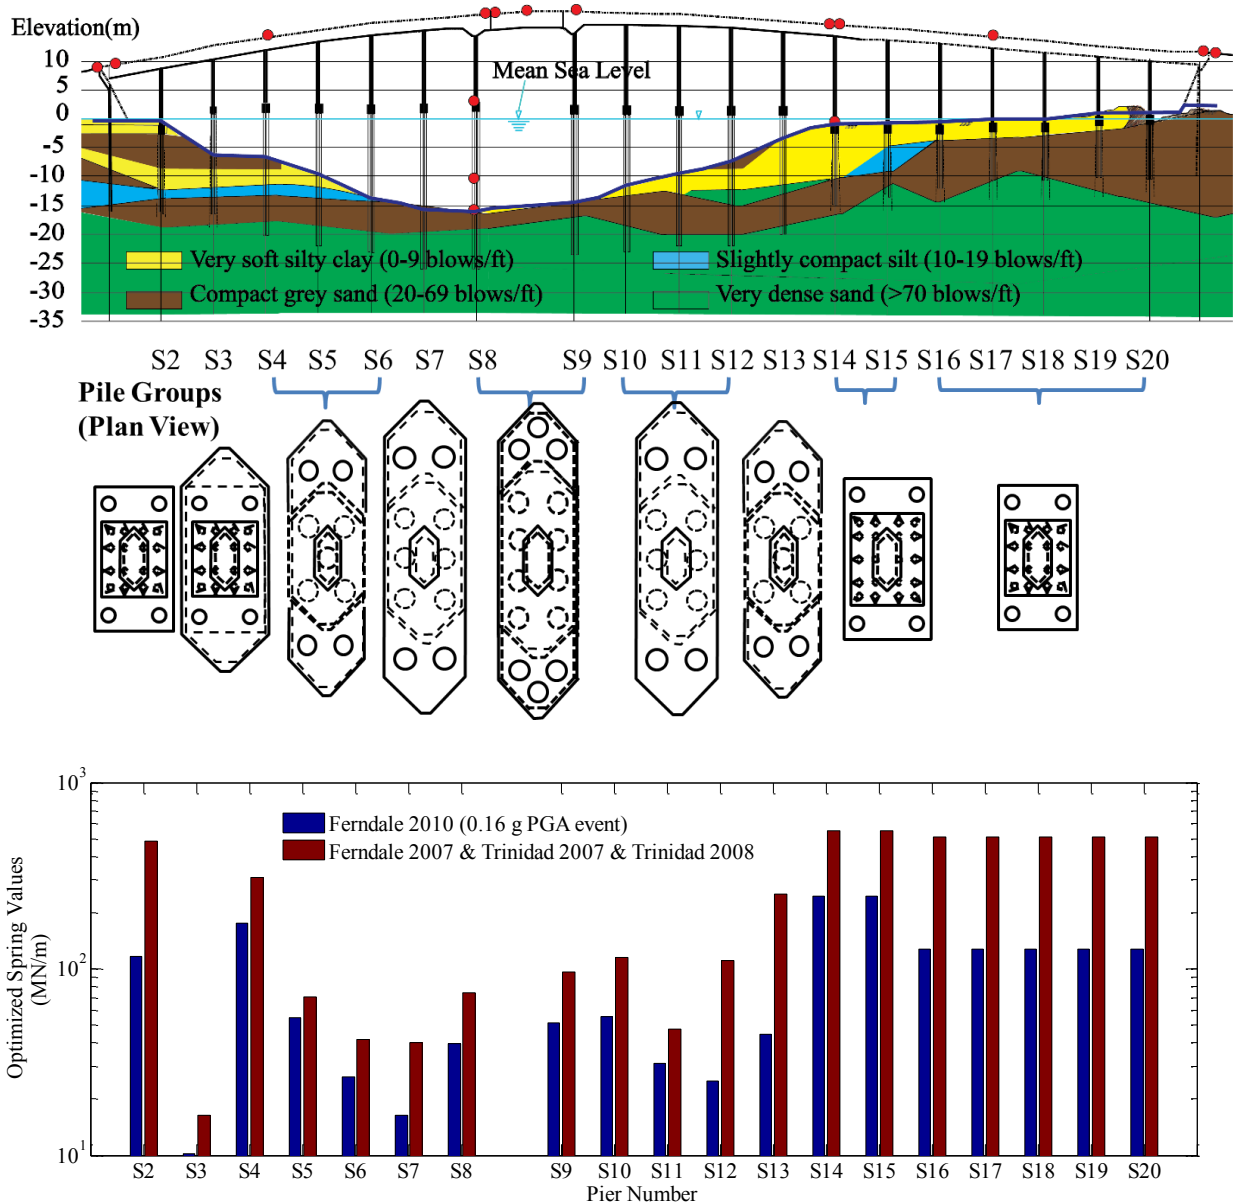 Elevation(m)
10
5
0
-5
-10
-15
-20
-25
-30
-35
Mean Sea Level
Very soft silty clay (0-9 blows/ft)
Slightly compact silt (10-19 blows/ft)
Compact grey sand (20-69 blows/ft)
Very dense sand (>70 blows/ft)
S2 S3 S4 S5 S6 S7 S8 S9 S10 S11 S12 S13 S14 S15 S16 S17 S18 S19 S20
Pile Groups
(Plan View)
10^3
10^2
10^1
Optimized Spring Values
(MN/m)
Ferndale 2010 (0.16 g PGA event)
Ferndale 2007 & Trinidad 2007 & Trinidad 2008
S2 S3 S4 S5 S6 S7 S8 S9 S10 S11 S12 S13 S14 S15 S16 S17 S18 S19 S20
Pier Number